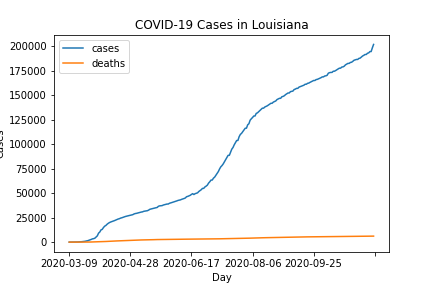 COVID-19 Cases in Louisiana
200000
175000
150000
125000
100000
75000
50000
25000
0
cases
deaths
cases
2020-03-09 2020-04-28 2020-06-17 2020-08-06 2020-09-25
Day